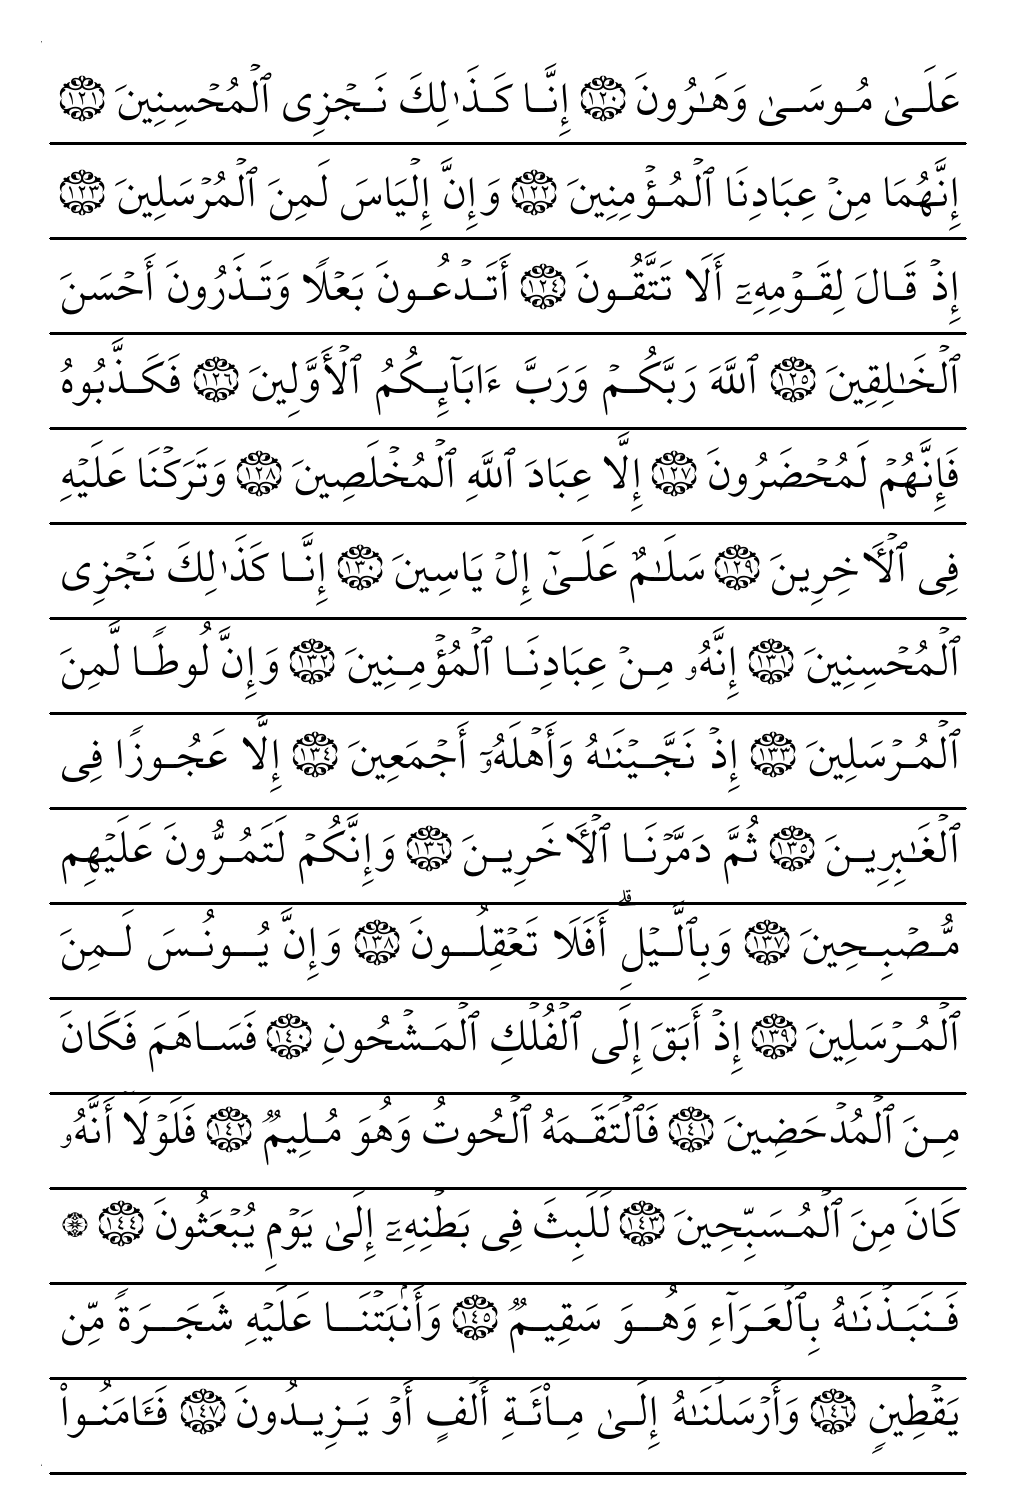 عَلَىٰ مُوسَىٰ وَهَـٰرُونَ ١٢٠ إِنَّا كَذَٰلِكَ نَجۡزِى ٱلۡمُحۡسِنِينَ ١٢١
إِنَّهُمَا مِنۡ عِبَادِنَا ٱلۡمُؤۡمِنِينَ ١٢٢ وَإِنَّ إِلۡيَاسَ لَمِنَ ٱلۡمُرۡسَلِينَ ١٢٣
إِذۡ قَالَ لِقَوۡمِهِۦٓ أَلَا تَتَّقُونَ ١٢٤ أَتَدۡعُونَ بَعۡلًا وَتَذَرُونَ أَحۡسَنَ
ٱلۡخَـٰلِقِينَ ١٢٥ ٱللَّهَ رَبَّكُمۡ وَرَبَّ ءَابَآئِكُمُ ٱلۡأَوَّلِينَ ١٢٦ فَكَذَّبُوهُ
فَإِنَّهُمۡ لَمُحۡضَرُونَ ١٢٧ إِلَّا عِبَادَ ٱللَّهِ ٱلۡمُخۡلَصِينَ ١٢٨ وَتَرَكۡنَا عَلَيۡهِ
فِى ٱلۡـَٔاخِرِينَ ١٢٩ سَلَـٰمٌ عَلَىٰٓ إِلۡ يَاسِينَ ١٣٠ إِنَّا كَذَٰلِكَ نَجۡزِى
ٱلۡمُحۡسِنِينَ ١٣١ إِنَّهُۥ مِنۡ عِبَادِنَا ٱلۡمُؤۡمِنِينَ ١٣٢ وَإِنَّ لُوطًا لَّمِنَ
ٱلۡمُرۡسَلِينَ ١٣٣ إِذۡ نَجَّيۡنَـٰهُ وَأَهۡلَهُۥٓ أَجۡمَعِينَ ١٣٤ إِلَّا عَجُوزًا فِى
ٱلۡغَـٰبِرِينَ ١٣٥ ثُمَّ دَمَّرۡنَا ٱلۡـَٔاخَرِينَ ١٣٦ وَإِنَّكُمۡ لَتَمُرُّونَ عَلَيۡهِم
مُّصۡبِحِينَ ١٣٧ وَبِٱلَّيۡلِۗ أَفَلَا تَعۡقِلُونَ ١٣٨ وَإِنَّ يُونُسَ لَمِنَ
ٱلۡمُرۡسَلِينَ ١٣٩ إِذۡ أَبَقَ إِلَى ٱلۡفُلۡكِ ٱلۡمَشۡحُونِ ١٤٠ فَسَاهَمَ فَكَانَ
مِنَ ٱلۡمُدۡحَضِينَ ١٤١ فَٱلۡتَقَمَهُ ٱلۡحُوتُ وَهُوَ مُلِيمٌ ١٤٢ فَلَوۡلَآ أَنَّهُۥ
كَانَ مِنَ ٱلۡمُسَبِّحِينَ ١٤٣ لَلَبِثَ فِى بَطۡنِهِۦٓ إِلَىٰ يَوۡمِ يُبۡعَثُونَ ١٤٤ ۞
فَنَبَذۡنَـٰهُ بِٱلۡعَرَآءِ وَهُوَ سَقِيمٌ ١٤٥ وَأَنۢبَتۡنَا عَلَيۡهِ شَجَرَةً مِّن
يَقۡطِينٍ ١٤٦ وَأَرۡسَلۡنَـٰهُ إِلَىٰ مِا۟ئَةِ أَلۡفٍ أَوۡ يَزِيدُونَ ١٤٧ فَـَٔامَنُوا۟